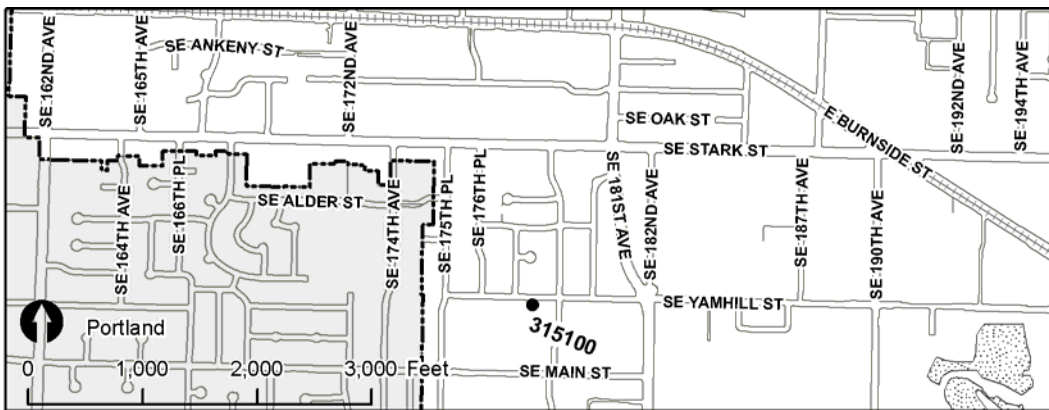 SE 162ND AVE
SE 165TH AVE
SE ANKENY ST
SE 172ND AVE
SE 192ND AVE
SE 194TH AVE
SE OAK ST
E BURNSIDE ST
SE STARK ST
SE 164TH AVE
SE 166TH PL
SE ALDER ST
SE 174TH AVE
SE 175TH PL
SE 176TH PL
SE 181ST AVE
SE 182ND AVE
SE 187TH AVE
SE 190TH AVE
SE YAMHILL ST
315100
Portland
0 1,000 2,000 3,000 Feet
SE MAIN ST